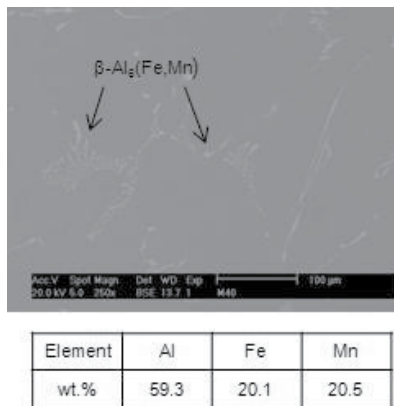 β-Al₆(Fe,Mn)
Acc.V Spot Magn Det WD Exp 100 µm
20.0 kV 5.0 250x BSE 13.7 1 M40
Element Al Fe Mn
wt.% 59.3 20.1 20.5